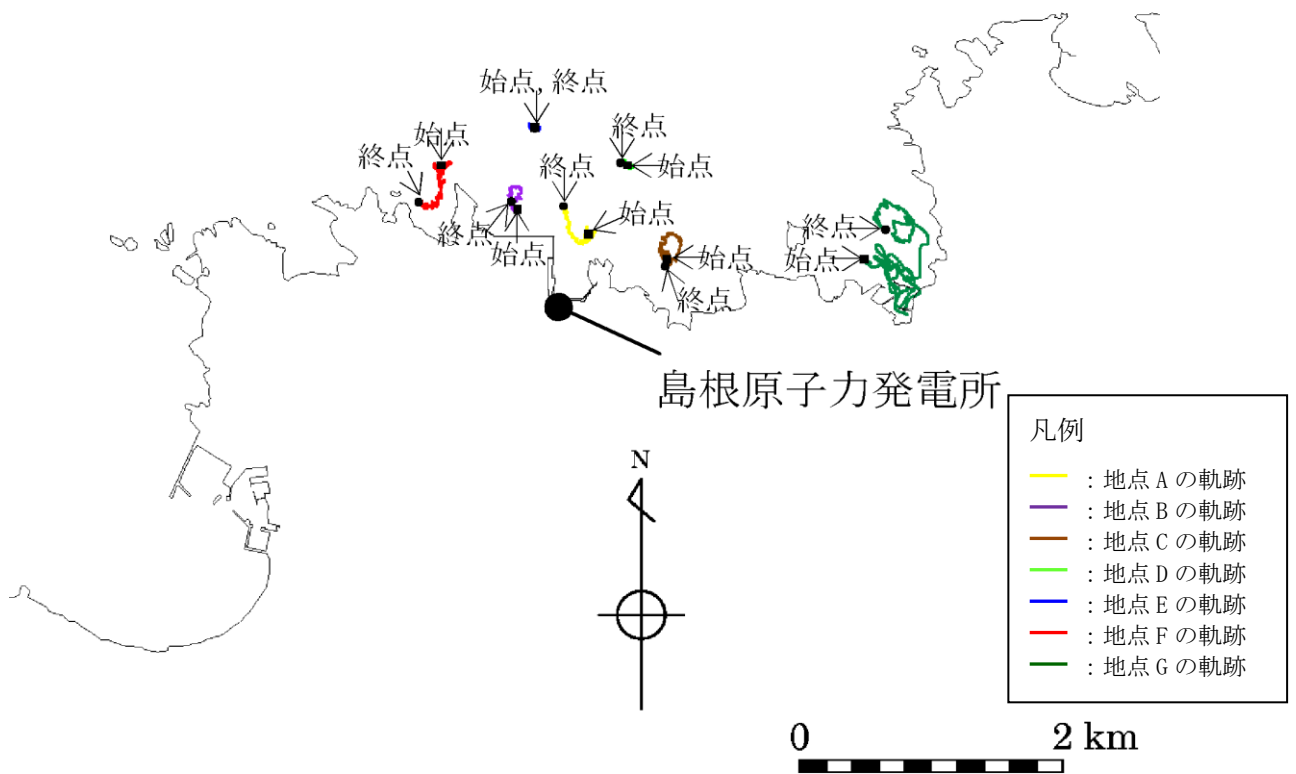 始点,終点
始点
終点
終点
終点
始点
始点
終点
始点
終点
始点
始点
終点
島根原子力発電所
N
凡例
：地点Aの軌跡
：地点Bの軌跡
：地点Cの軌跡
：地点Dの軌跡
：地点Eの軌跡
：地点Fの軌跡
：地点Gの軌跡
0 2 km